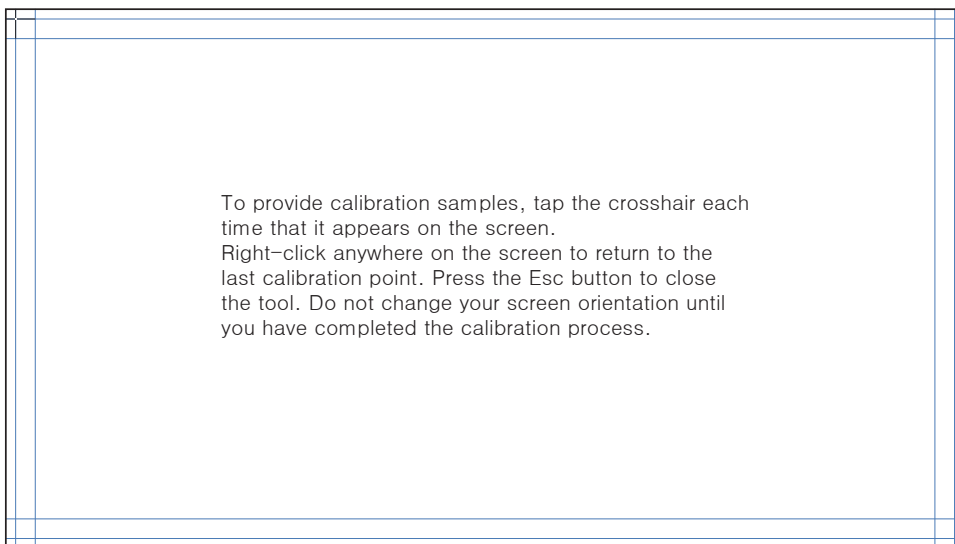 To provide calibration samples, tap the crosshair each
time that it appears on the screen.
Right-click anywhere on the screen to return to the
last calibration point. Press the Esc button to close
the tool. Do not change your screen orientation until
you have completed the calibration process.